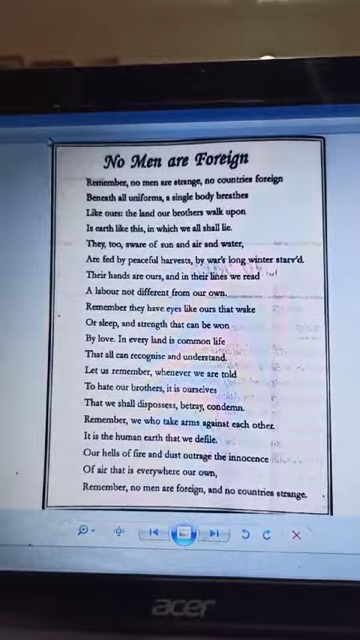 No Men are Foreign
Remember, no men are strange, no countries foreign
Beneath all uniforms, a single body breathes
Like ours: the land our brothers walk upon
Is earth like this, in which we all shall lie.
They, too, aware of sun and air and water,
Are fed by peaceful harvests, by war's long winter starv'd.
Their hands are ours, and in their lines we read
A labour not different from our own.
Remember they have eyes like ours that wake
Or sleep, and strength that can be won
By love. In every land is common life
That all can recognise and understand.
Let us remember, whenever we are told
To hate our brothers, it is ourselves
That we shall dispossess, betray, condemn.
Remember, we who take arms against each other.
It is the human earth that we defile.
Our hells of fire and dust outrage the innocence
Of air that is everywhere our own,
Remember, no men are foreign, and no countries strange.
acer